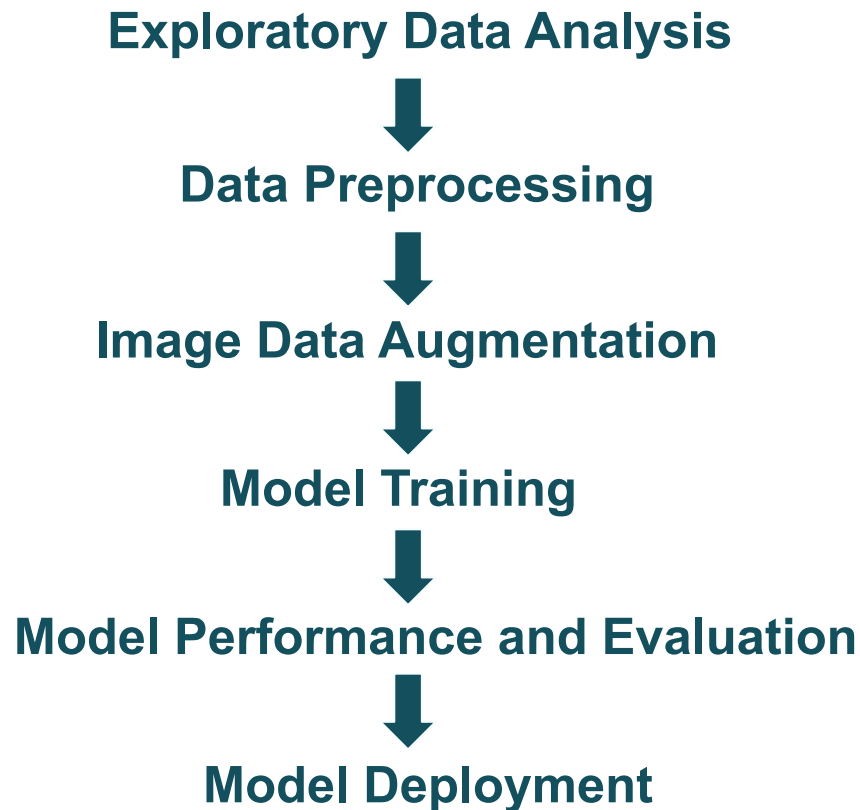 Exploratory Data Analysis
Data Preprocessing
Image Data Augmentation
Model Training
Model Performance and Evaluation
Model Deployment